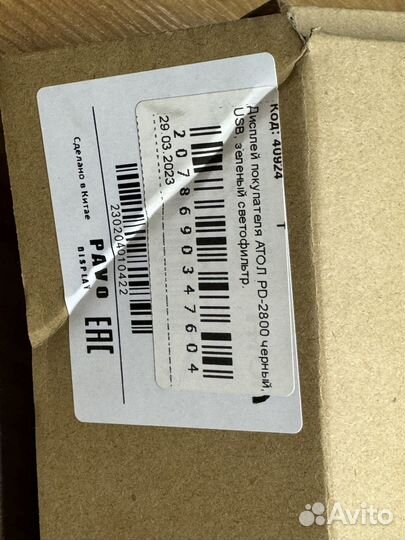 Код: 40924
Т
Дисплей покупателя АТОЛ PD-2800 черный,
USB, зеленый светофильтр.
2078690347604
29.03.2023
230204010422
PAYO
DISPLAY
Сделано в Китае
EAC
Avito